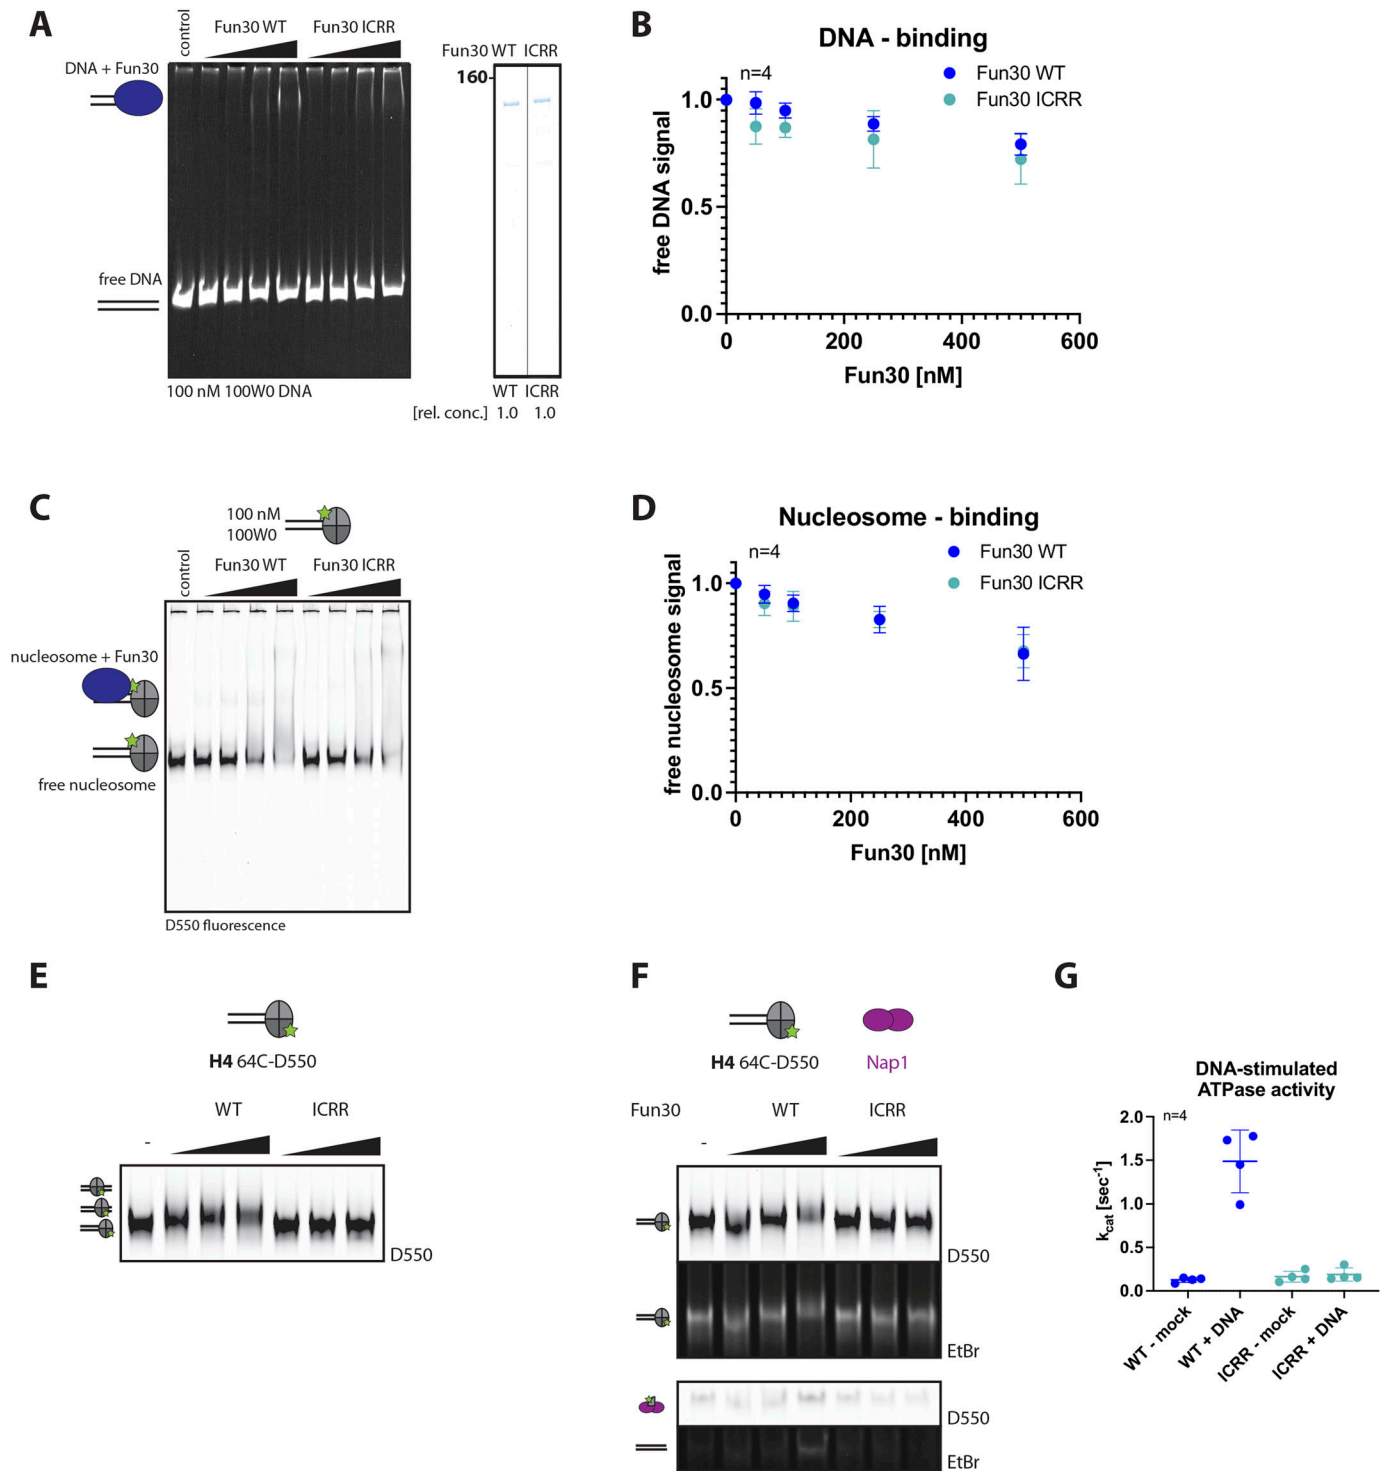 A
control
Fun30 WT
Fun30 ICRR
DNA + Fun30
free DNA
100 nM 100W0 DNA
Fun30 WT ICRR
160
WT ICRR
[rel. conc.] 1.0 1.0
B
DNA - binding
n=4
Fun30 WT
Fun30 ICRR
free DNA signal
1.0
0.5
0.0
0 200 400 600
Fun30 [nM]
C
100 nM
100W0
control
Fun30 WT
Fun30 ICRR
nucleosome + Fun30
free nucleosome
D550 fluorescence
D
Nucleosome - binding
n=4
Fun30 WT
Fun30 ICRR
free nucleosome signal
1.0
0.5
0.0
0 200 400 600
Fun30 [nM]
E
H4 64C-D550
WT ICRR
-
D550
F
H4 64C-D550
Nap1
Fun30 WT ICRR
-
D550
EtBr
D550
EtBr
G
DNA-stimulated
ATPase activity
n=4
kcat [sec-1]
2.0
1.5
1.0
0.5
0.0
WT - mock
WT + DNA
ICRR - mock
ICRR + DNA